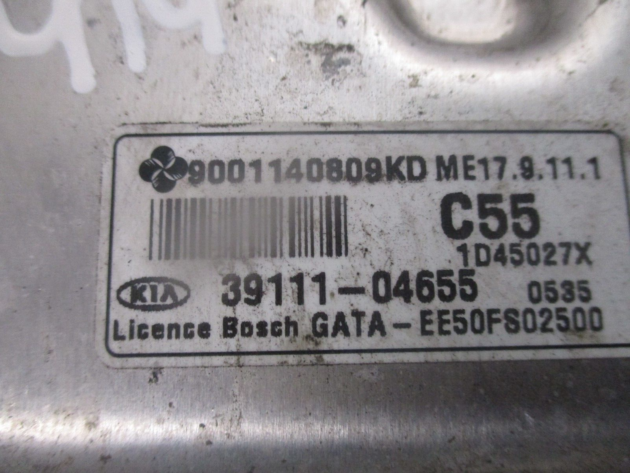 9001140809KD ME17.9.11.1
C55
1D45027X
KIA 39111-04655 0535
Licence Bosch GATA-EE50FS02500